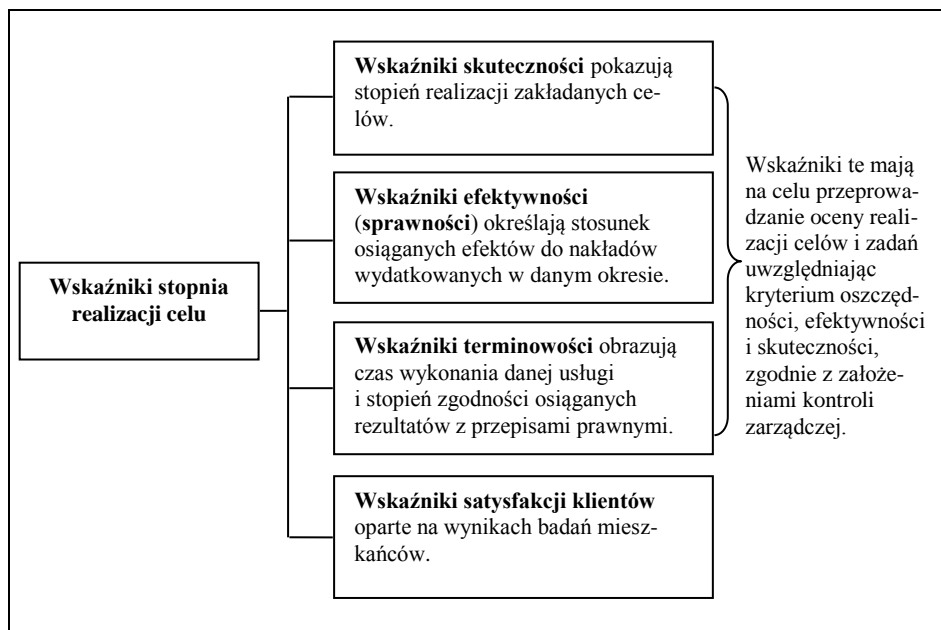 Wskaźniki stopnia
realizacji celu
Wskaźniki skuteczności pokazują
stopień realizacji zakładanych ce-
lów.
Wskaźniki efektywności
(sprawności) określają stosunek
osiąganych efektów do nakładów
wydatkowanych w danym okresie.
Wskaźniki terminowości obrazują
czas wykonania danej usługi
i stopień zgodności osiąganych
rezultatów z przepisami prawnymi.
Wskaźniki satysfakcji klientów
oparte na wynikach badań miesz-
kańców.
Wskaźniki te mają
na celu przeprowa-
dzanie oceny reali-
zacji celów i zadań
uwzględniając
kryterium oszczęd-
ności, efektywności
i skuteczności,
zgodnie z założe-
niami kontroli
zarządczej.